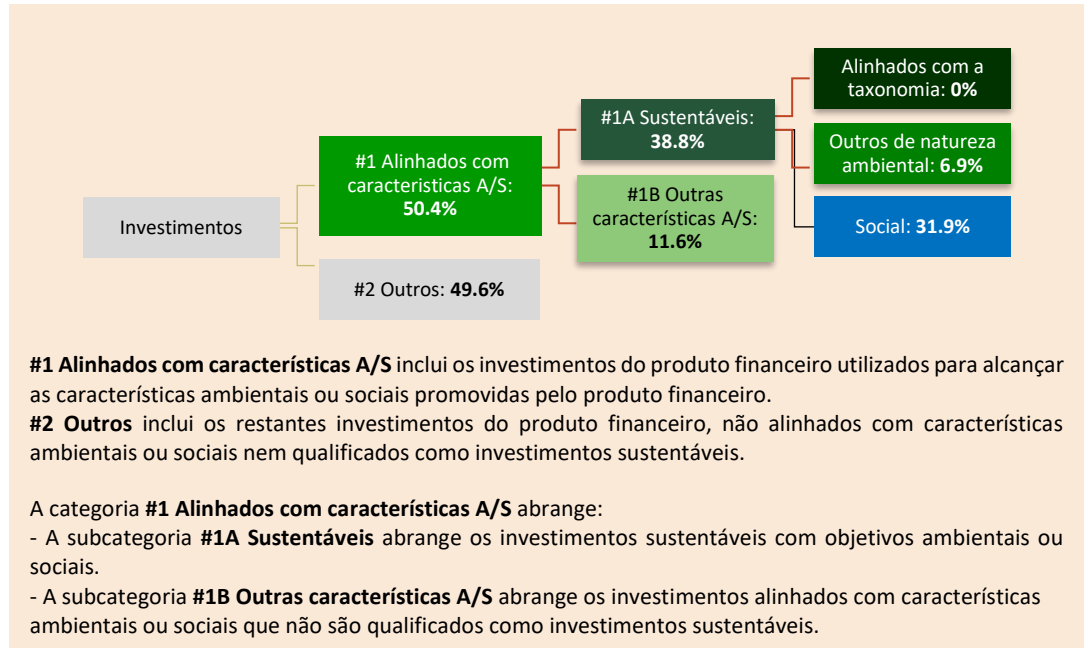 Investimentos
#1 Alinhados com
caracteristicas A/S:
50.4%
#2 Outros: 49.6%
#1A Sustentáveis:
38.8%
#1B Outras
características A/S:
11.6%
Alinhados com a
taxonomia: 0%
Outros de natureza
ambiental: 6.9%
Social: 31.9%
#1 Alinhados com características A/S inclui os investimentos do produto financeiro utilizados para alcançar
as características ambientais ou sociais promovidas pelo produto financeiro.
#2 Outros inclui os restantes investimentos do produto financeiro, não alinhados com características
ambientais ou sociais nem qualificados como investimentos sustentáveis.
A categoria #1 Alinhados com características A/S abrange:
- A subcategoria #1A Sustentáveis abrange os investimentos sustentáveis com objetivos ambientais ou
sociais.
- A subcategoria #1B Outras características A/S abrange os investimentos alinhados com características
ambientais ou sociais que não são qualificados como investimentos sustentáveis.